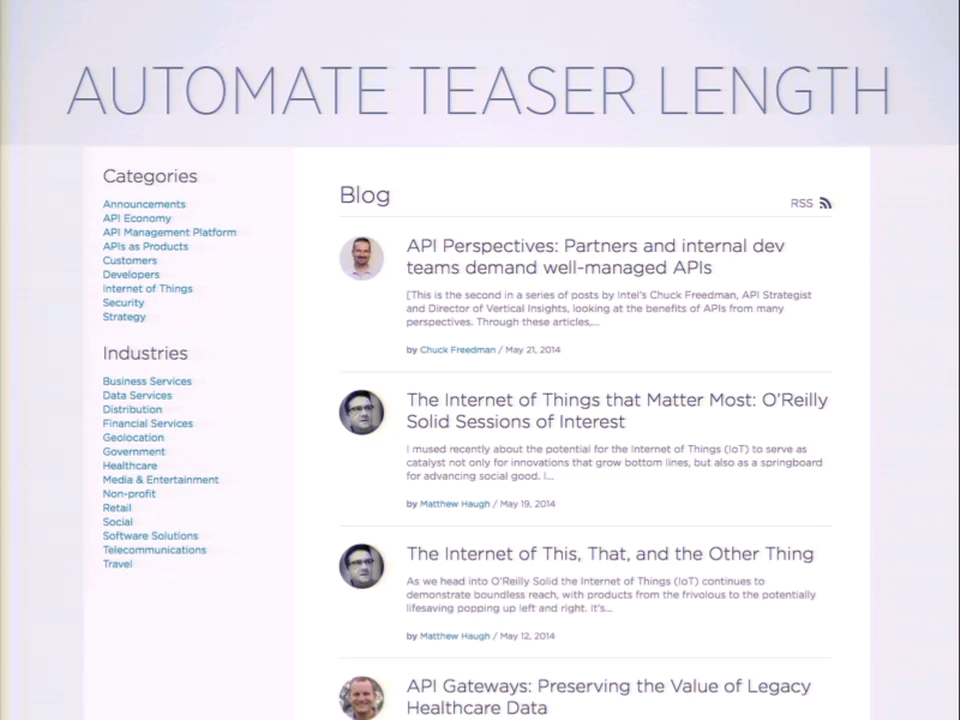 AUTOMATE TEASER LENGTH
Categories
Announcements
API Economy
API Management Platform
APIs as Products
Customers
Developers
Internet of Things
Security
Strategy
Industries
Business Services
Data Services
Distribution
Financial Services
Geolocation
Government
Healthcare
Media & Entertainment
Non-profit
Retail
Social
Software Solutions
Telecommunications
Travel
Blog
RSS
API Perspectives: Partners and internal dev
teams demand well-managed APIs
[This is the second in a series of posts by Intel's Chuck Freedman, API Strategist
and Director of Vertical Insights, looking at the benefits of APIs from many
perspectives. Through these articles,...
by Chuck Freedman / May 21, 2014
The Internet of Things that Matter Most: O'Reilly
Solid Sessions of Interest
I mused recently about the potential for the Internet of Things (IoT) to serve as
catalyst not only for innovations that grow bottom lines, but also as a springboard
for advancing social good. I...
by Matthew Haugh / May 19, 2014
The Internet of This, That, and the Other Thing
As we head into O'Reilly Solid the Internet of Things (IoT) continues to
demonstrate boundless reach, with products from the frivolous to the potentially
lifesaving popping up left and right. It's...
by Matthew Haugh / May 12, 2014
API Gateways: Preserving the Value of Legacy
Healthcare Data